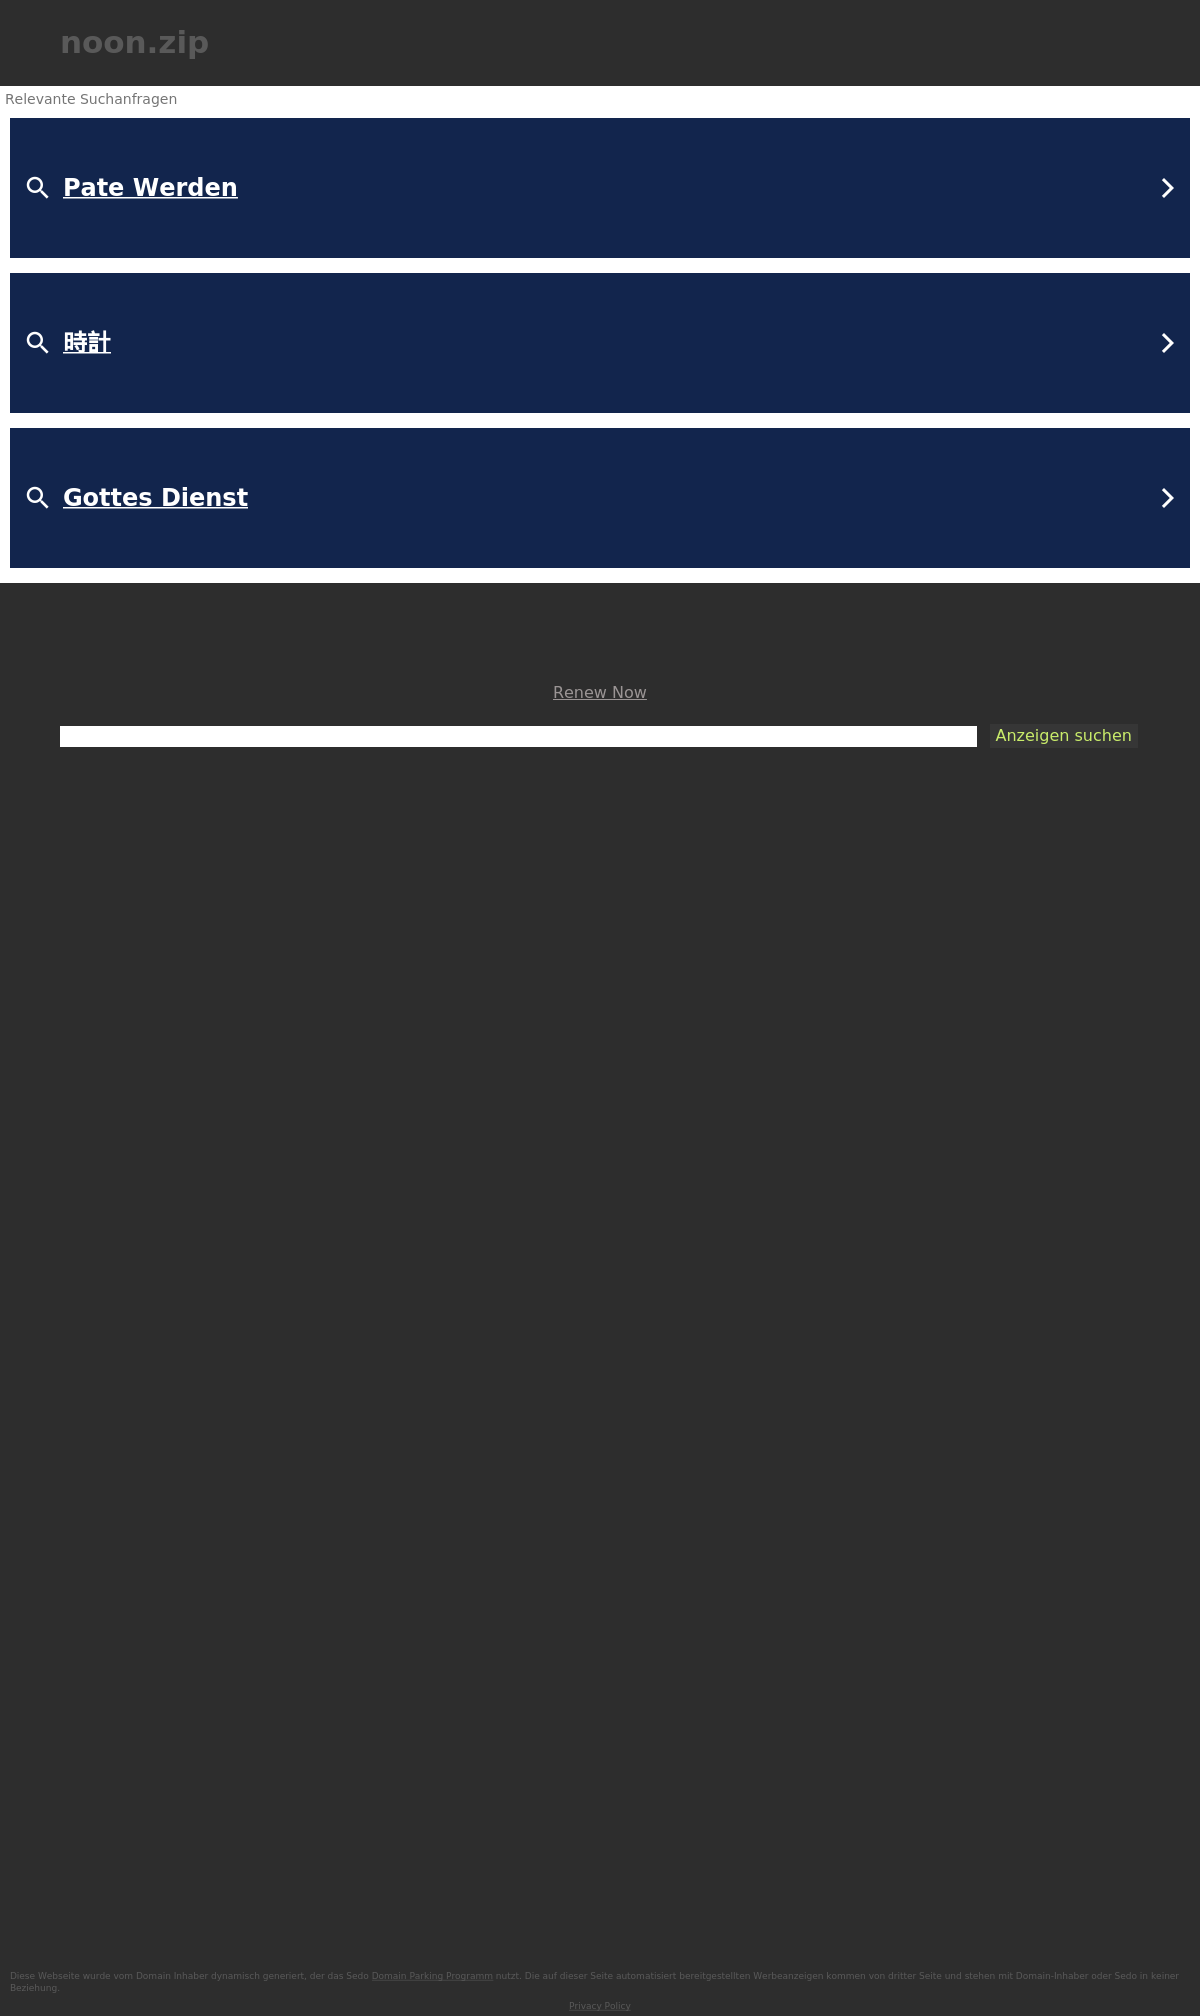 noon.zip
Relevante Suchanfragen
Pate Werden
時計
Gottes Dienst
Renew Now
Anzeigen suchen
Diese Webseite wurde vom Domain Inhaber dynamisch generiert, der das Sedo Domain Parking Programm nutzt. Die auf dieser Seite automatisiert bereitgestellten Werbeanzeigen kommen von dritter Seite und stehen mit Domain-Inhaber oder Sedo in keiner
Beziehung.
Privacy Policy